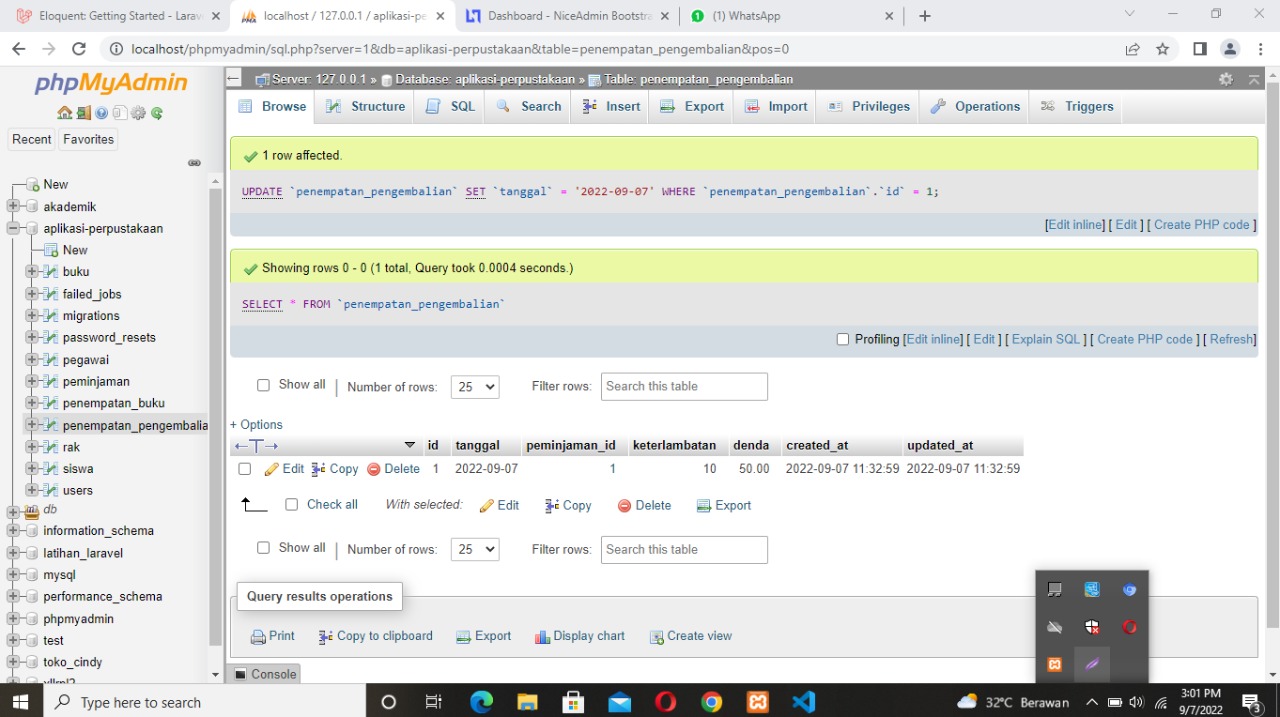 Eloquent: Getting Started - Larav
localhost / 127.0.0.1 / aplikasi-pe
Dashboard - NiceAdmin Bootstra
(1) WhatsApp
localhost/phpmyadmin/sql.php?server=1&db=aplikasi-perpustakaan&table=penempatan_pengembalian&pos=0
phpMyAdmin
Recent
Favorites
New
akademik
aplikasi-perpustakaan
New
buku
failed_jobs
migrations
password_resets
pegawai
peminjaman
penempatan_buku
penempatan_pengembalia
rak
siswa
users
db
information_schema
latihan_laravel
mysql
performance_schema
phpmyadmin
test
toko_cindy
Server: 127.0.0.1 » Database: aplikasi-perpustakaan » Table: penempatan_pengembalian
Browse Structure SQL Search Insert Export Import Privileges Operations Triggers
1 row affected.
UPDATE `penempatan_pengembalian` SET `tanggal` = '2022-09-07' WHERE `penempatan_pengembalian`.`id` = 1;
[Edit inline] [ Edit ] [ Create PHP code ]
Showing rows 0 - 0 (1 total, Query took 0.0004 seconds.)
SELECT * FROM `penempatan_pengembalian`
Profiling [Edit inline] [ Edit ] [ Explain SQL ] [ Create PHP code ] [ Refresh]
Show all | Number of rows: 25 Filter rows: Search this table
+ Options
←T→ id tanggal peminjaman_id keterlambatan denda created_at updated_at
Edit Copy Delete 1 2022-09-07 1 10 50.00 2022-09-07 11:32:59 2022-09-07 11:32:59
Check all With selected: Edit Copy Delete Export
Show all | Number of rows: 25 Filter rows: Search this table
Query results operations
Print Copy to clipboard Export Display chart Create view
Console
Type here to search
32°C Berawan
3:01 PM
9/7/2022
3